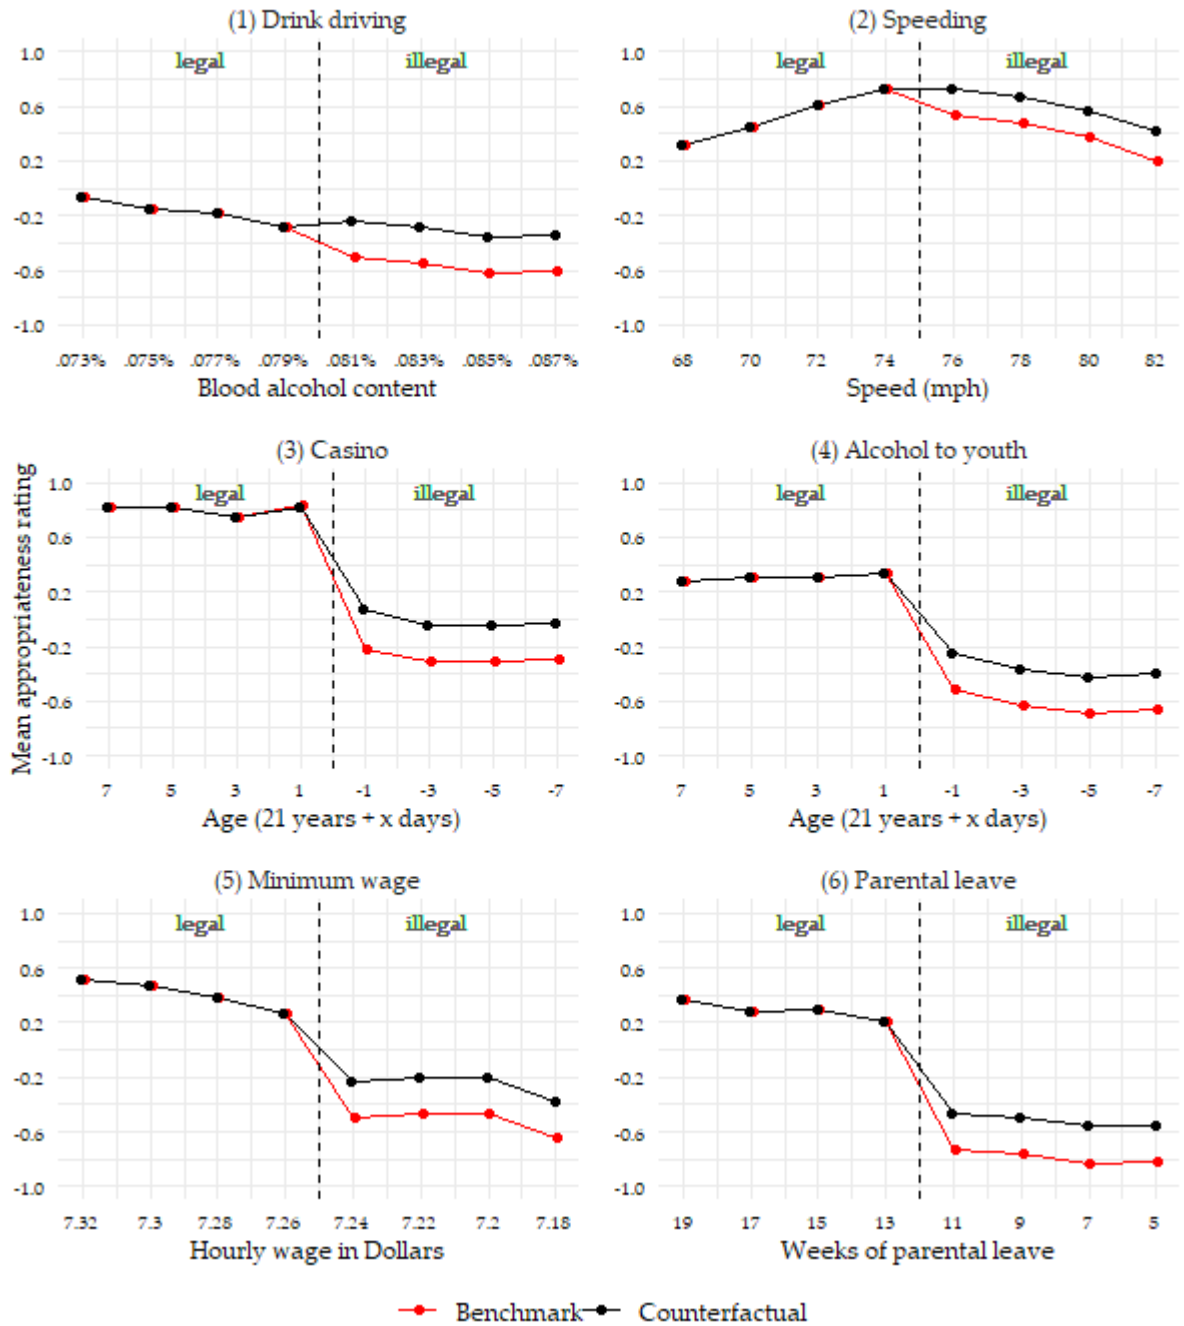 (1) Drink driving
legal illegal
1.0
0.6
0.2
-0.2
-0.6
-1.0
.073% .075% .077% .079% .081% .083% .085% .087%
Blood alcohol content
(2) Speeding
legal illegal
1.0
0.6
0.2
-0.2
-0.6
-1.0
68 70 72 74 76 78 80 82
Speed (mph)
Mean appropriateness rating
(3) Casino
legal illegal
1.0
0.6
0.2
-0.2
-0.6
-1.0
7 5 3 1 -1 -3 -5 -7
Age (21 years + x days)
(4) Alcohol to youth
legal illegal
1.0
0.6
0.2
-0.2
-0.6
-1.0
7 5 3 1 -1 -3 -5 -7
Age (21 years + x days)
(5) Minimum wage
legal illegal
1.0
0.6
0.2
-0.2
-0.6
-1.0
7.32 7.3 7.28 7.26 7.24 7.22 7.2 7.18
Hourly wage in Dollars
(6) Parental leave
legal illegal
1.0
0.6
0.2
-0.2
-0.6
-1.0
19 17 15 13 11 9 7 5
Weeks of parental leave
Benchmark Counterfactual